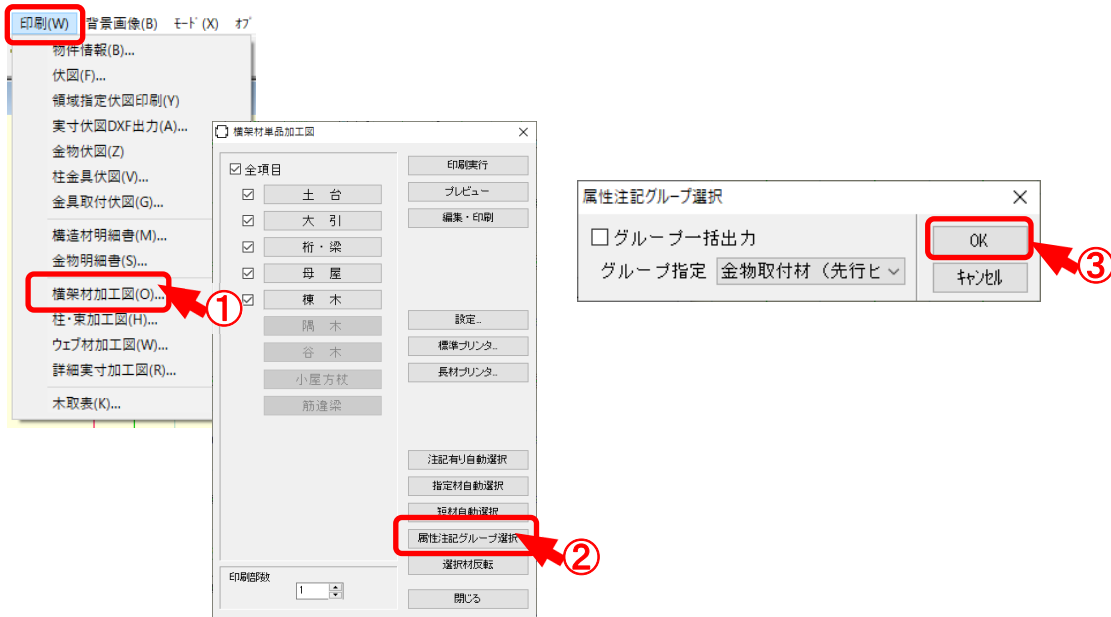 印刷(W) 背景画像(B) ﾓｰﾄﾞ(X) ｵﾌﾟ
物件情報(B)...
伏図(F)...
領域指定伏図印刷(Y)
実寸伏図DXF出力(A)...
金物伏図(Z)
柱金具伏図(V)...
金具取付伏図(G)...
構造材明細書(M)...
金物明細書(S)...
横架材加工図(O)...
柱・束加工図(H)...
ウェブ材加工図(W)...
詳細実寸加工図(R)...
木取表(K)...
①
横架材単品加工図
全項目
土 台
大 引
桁・梁
母 屋
棟 木
隅 木
谷 木
小屋方杖
筋違梁
印刷部数
1
印刷実行
プレビュー
編集・印刷
設定...
標準プリンタ...
長材プリンタ...
注記有り自動選択
指定材自動選択
短材自動選択
属性注記グループ選択
選択材反転
閉じる
②
属性注記グループ選択
グループ一括出力
グループ指定 金物取付材（先行ヒ
OK
ｷｬﾝｾﾙ
③